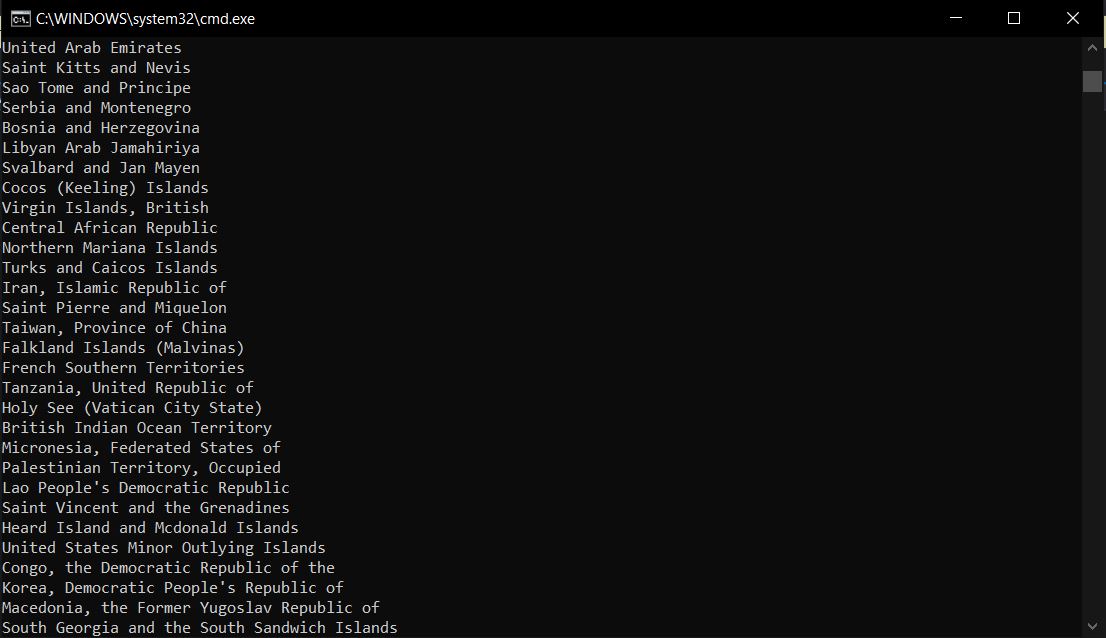 C:\WINDOWS\system32\cmd.exe
United Arab Emirates
Saint Kitts and Nevis
Sao Tome and Principe
Serbia and Montenegro
Bosnia and Herzegovina
Libyan Arab Jamahiriya
Svalbard and Jan Mayen
Cocos (Keeling) Islands
Virgin Islands, British
Central African Republic
Northern Mariana Islands
Turks and Caicos Islands
Iran, Islamic Republic of
Saint Pierre and Miquelon
Taiwan, Province of China
Falkland Islands (Malvinas)
French Southern Territories
Tanzania, United Republic of
Holy See (Vatican City State)
British Indian Ocean Territory
Micronesia, Federated States of
Palestinian Territory, Occupied
Lao People's Democratic Republic
Saint Vincent and the Grenadines
Heard Island and Mcdonald Islands
United States Minor Outlying Islands
Congo, the Democratic Republic of the
Korea, Democratic People's Republic of
Macedonia, the Former Yugoslav Republic of
South Georgia and the South Sandwich Islands